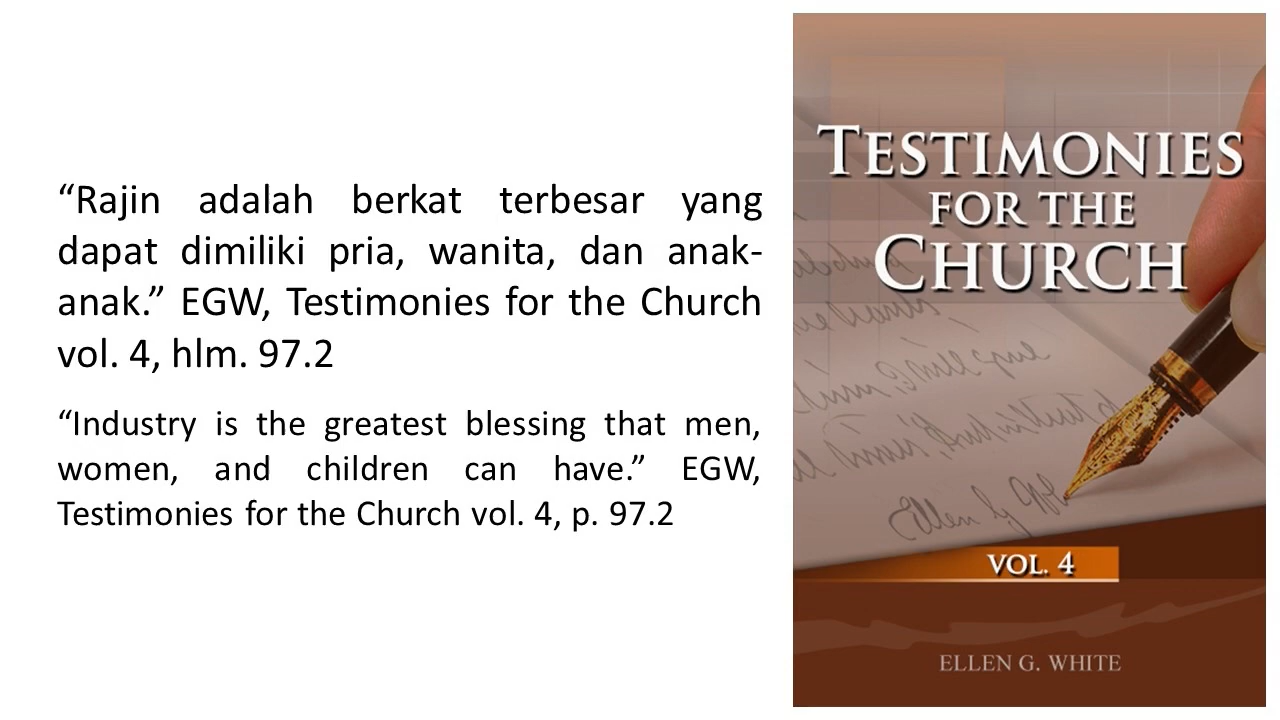 “Rajin adalah berkat terbesar yang
dapat dimiliki pria, wanita, dan anak-
anak.” EGW, Testimonies for the Church
vol. 4, hlm. 97.2
“Industry is the greatest blessing that men,
women, and children can have.” EGW,
Testimonies for the Church vol. 4, p. 97.2
TESTIMONIES
FOR THE
CHURCH
VOL. 4
ELLEN G. WHITE